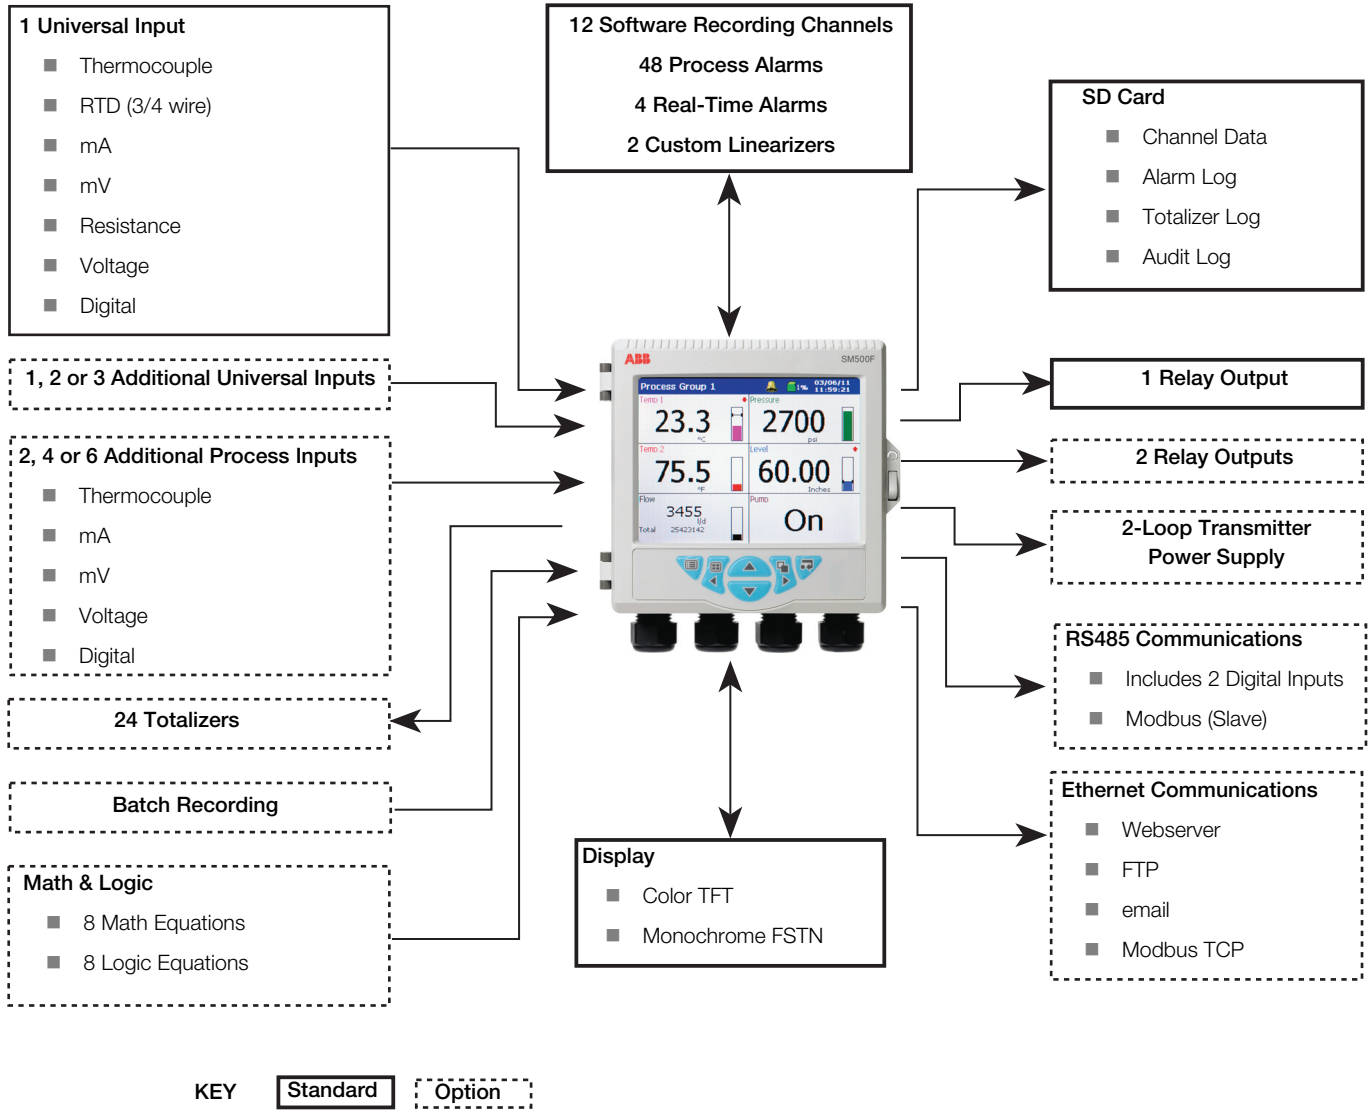 1 Universal Input
Thermocouple
RTD (3/4 wire)
mA
mV
Resistance
Voltage
Digital
12 Software Recording Channels
48 Process Alarms
4 Real-Time Alarms
2 Custom Linearizers
SD Card
Channel Data
Alarm Log
Totalizer Log
Audit Log
1, 2 or 3 Additional Universal Inputs
2, 4 or 6 Additional Process Inputs
Thermocouple
mA
mV
Voltage
Digital
24 Totalizers
Batch Recording
Math & Logic
8 Math Equations
8 Logic Equations
ABB
SM500F
Process Group 1
1%
03/06/11
11:59:21
Temp 1
23.3
°C
Pressure
2700
psi
Temp 2
75.5
°F
Level
60.00
Inches
Flow
3455
l/d
Total 25423142
Pump
On
1 Relay Output
2 Relay Outputs
2-Loop Transmitter
Power Supply
RS485 Communications
Includes 2 Digital Inputs
Modbus (Slave)
Ethernet Communications
Webserver
FTP
email
Modbus TCP
Display
Color TFT
Monochrome FSTN
KEY
Standard
Option